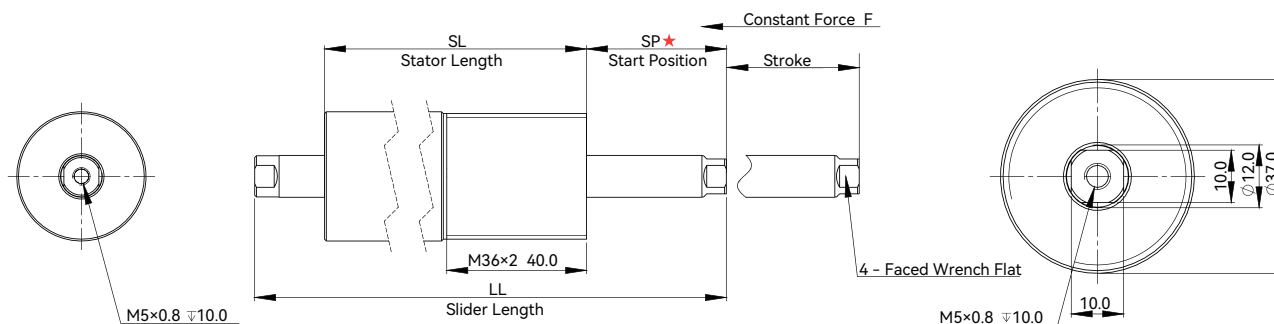 Constant Force F
SL
Stator Length
SP★
Start Position
Stroke
M36×2 40.0
LL
Slider Length
M5×0.8 ↧10.0
4 - Faced Wrench Flat
M5×0.8 ↧10.0
10.0
10.0
∅12.0
∅37.0